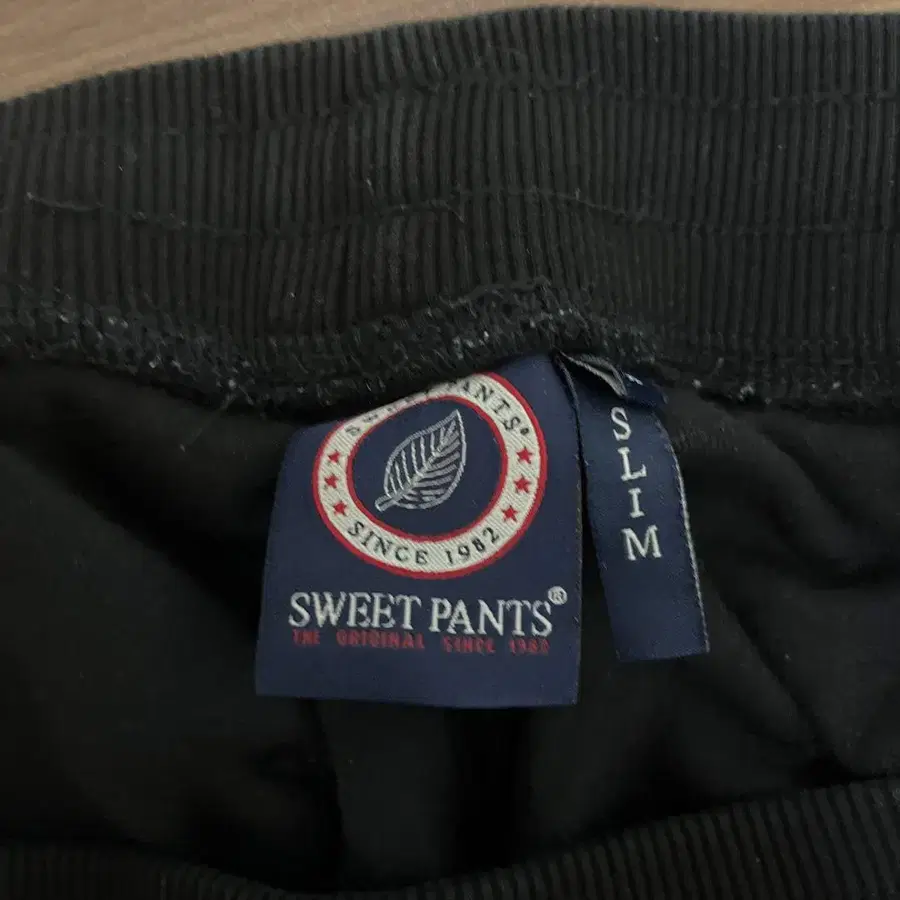 SWEET PANTS®
SINCE 1982
SWEET PANTS®
THE ORIGINAL SINCE 1982
SLIM